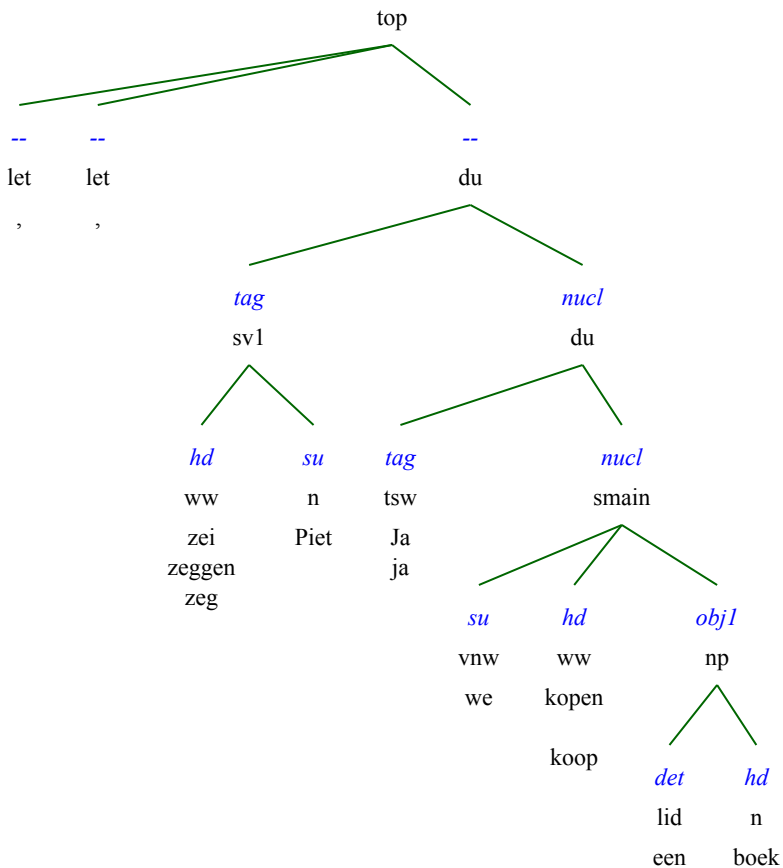 top
-- -- --
let let du
, ,
tag nucl
sv1 du
hd su tag nucl
ww n tsw smain
zei Piet Ja
zeggen ja
zeg
su hd obj1
vnw ww np
we kopen
koop
det hd
lid n
een boek